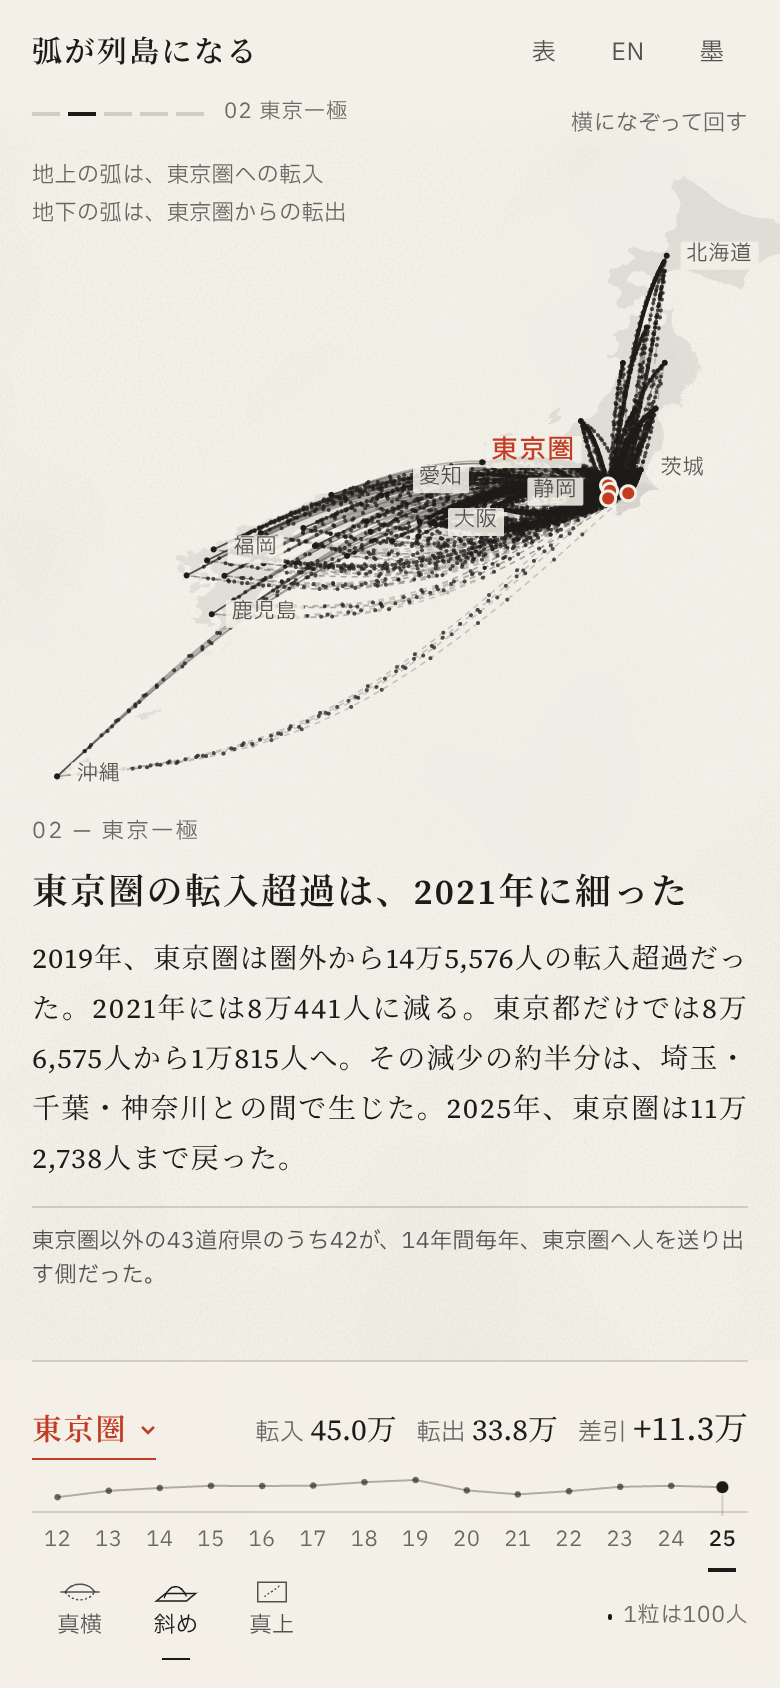 弧が列島になる
表 EN 墨
02 東京一極
横になぞって回す
地上の弧は、東京圏への転入
地下の弧は、東京圏からの転出
北海道
東京圏
愛知
静岡
茨城
大阪
福岡
鹿児島
沖縄
02 — 東京一極
東京圏の転入超過は、2021年に細った
2019年、東京圏は圏外から14万5,576人の転入超過だっ
た。2021年には8万441人に減る。東京都だけでは8万
6,575人から1万815人へ。その減少の約半分は、埼玉・
千葉・神奈川との間で生じた。2025年、東京圏は11万
2,738人まで戻った。
東京圏以外の43道府県のうち42が、14年間毎年、東京圏へ人を送り出
す側だった。
東京圏 転入 45.0万 転出 33.8万 差引 +11.3万
12 13 14 15 16 17 18 19 20 21 22 23 24 25
真横 斜め 真上
1粒は100人